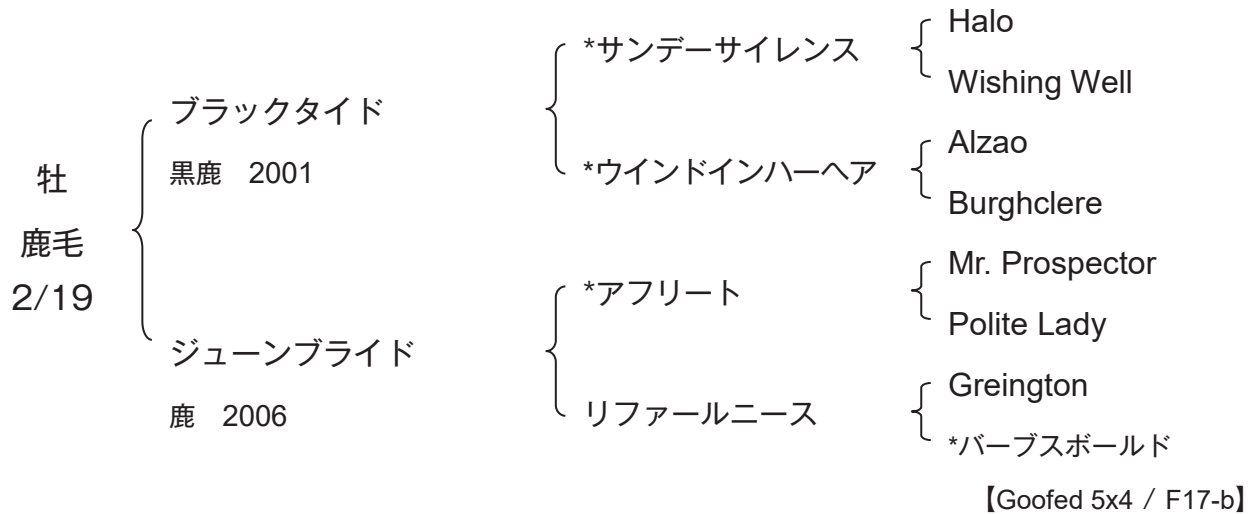 牡
鹿毛
2/19
ブラックタイド
黒鹿 2001
ジューンブライド
鹿 2006
*サンデーサイレンス
*ウインドインハーヘア
*アフリート
リファールニース
Halo
Wishing Well
Alzao
Burghclere
Mr. Prospector
Polite Lady
Greington
*バーブスボールド
【Goofed 5x4 / F17-b】